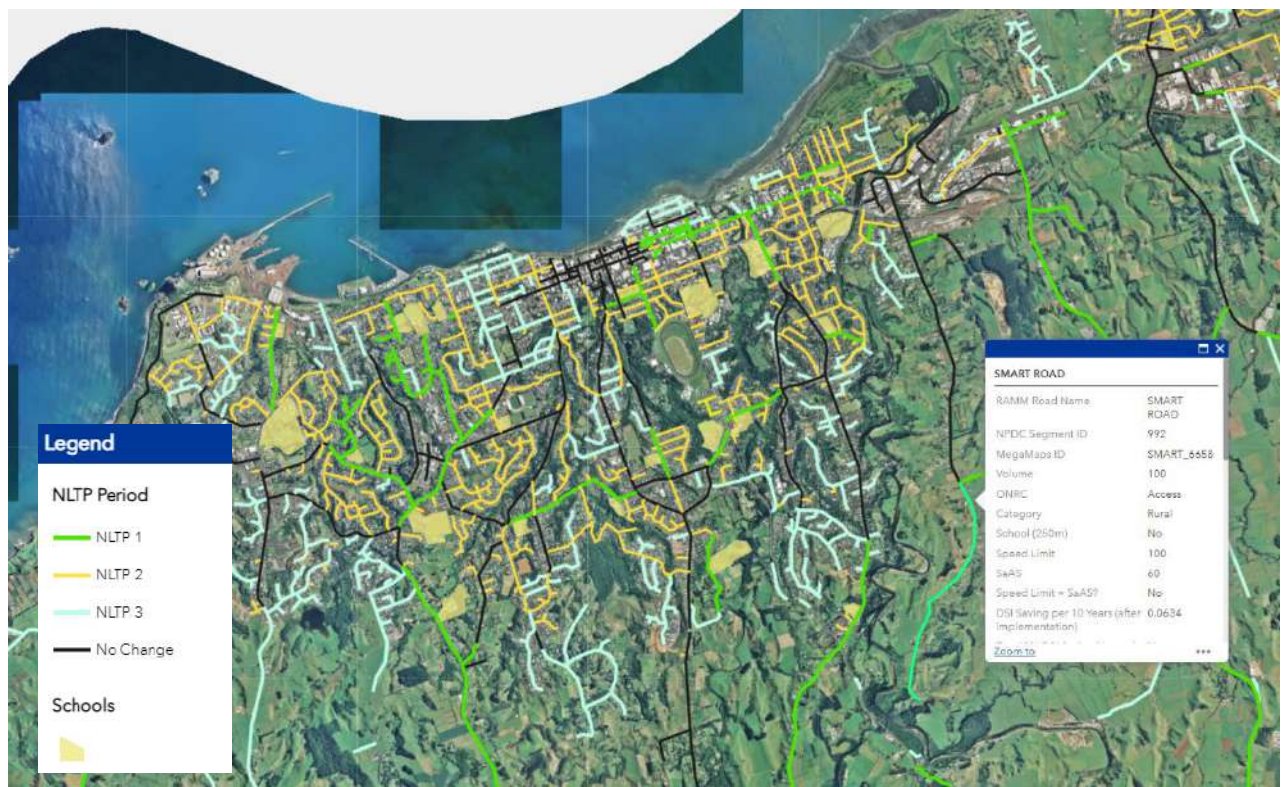 Legend
NLTP Period
NLTP 1
NLTP 2
NLTP 3
No Change
Schools
SMART ROAD
RAMM Road Name SMART
ROAD
NPDC Segment ID 992
MegaMaps ID SMART_6658
Volume 100
ONRC Access
Category Rural
School (250m) No
Speed Limit 100
SaAS 60
Speed Limit = SaAS? No
DSI Saving per 10 Years (after 0.0634
implementation)
Zoom to